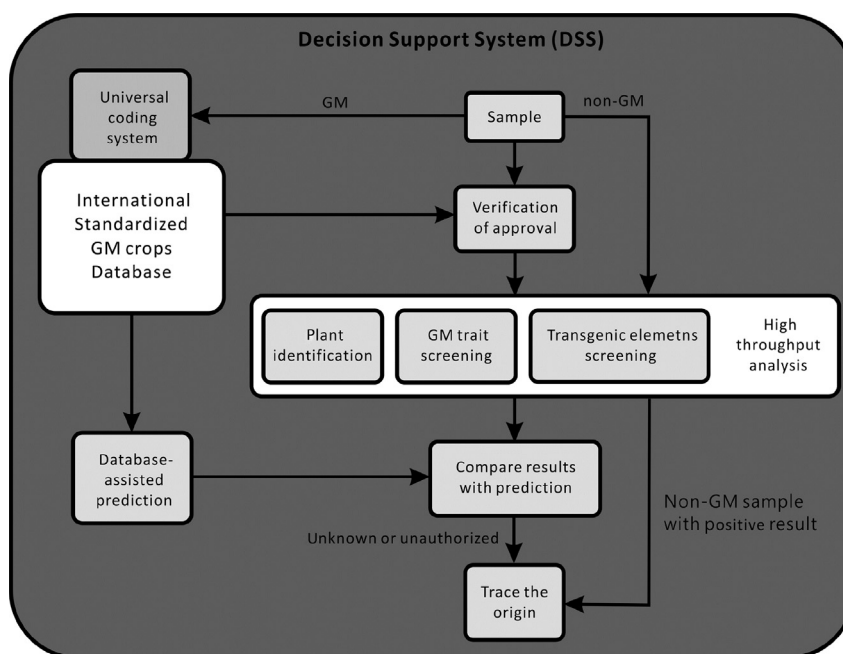 Decision Support System (DSS)
Universal
coding
system
GM
Sample
non-GM
International
Standardized
GM crops
Database
Verification
of approval
Plant
identification
GM trait
screening
Transgenic elemetns
screening
High
throughput
analysis
Database-
assisted
prediction
Compare results
with prediction
Non-GM sample
with positive result
Unknown or unauthorized
Trace the
origin